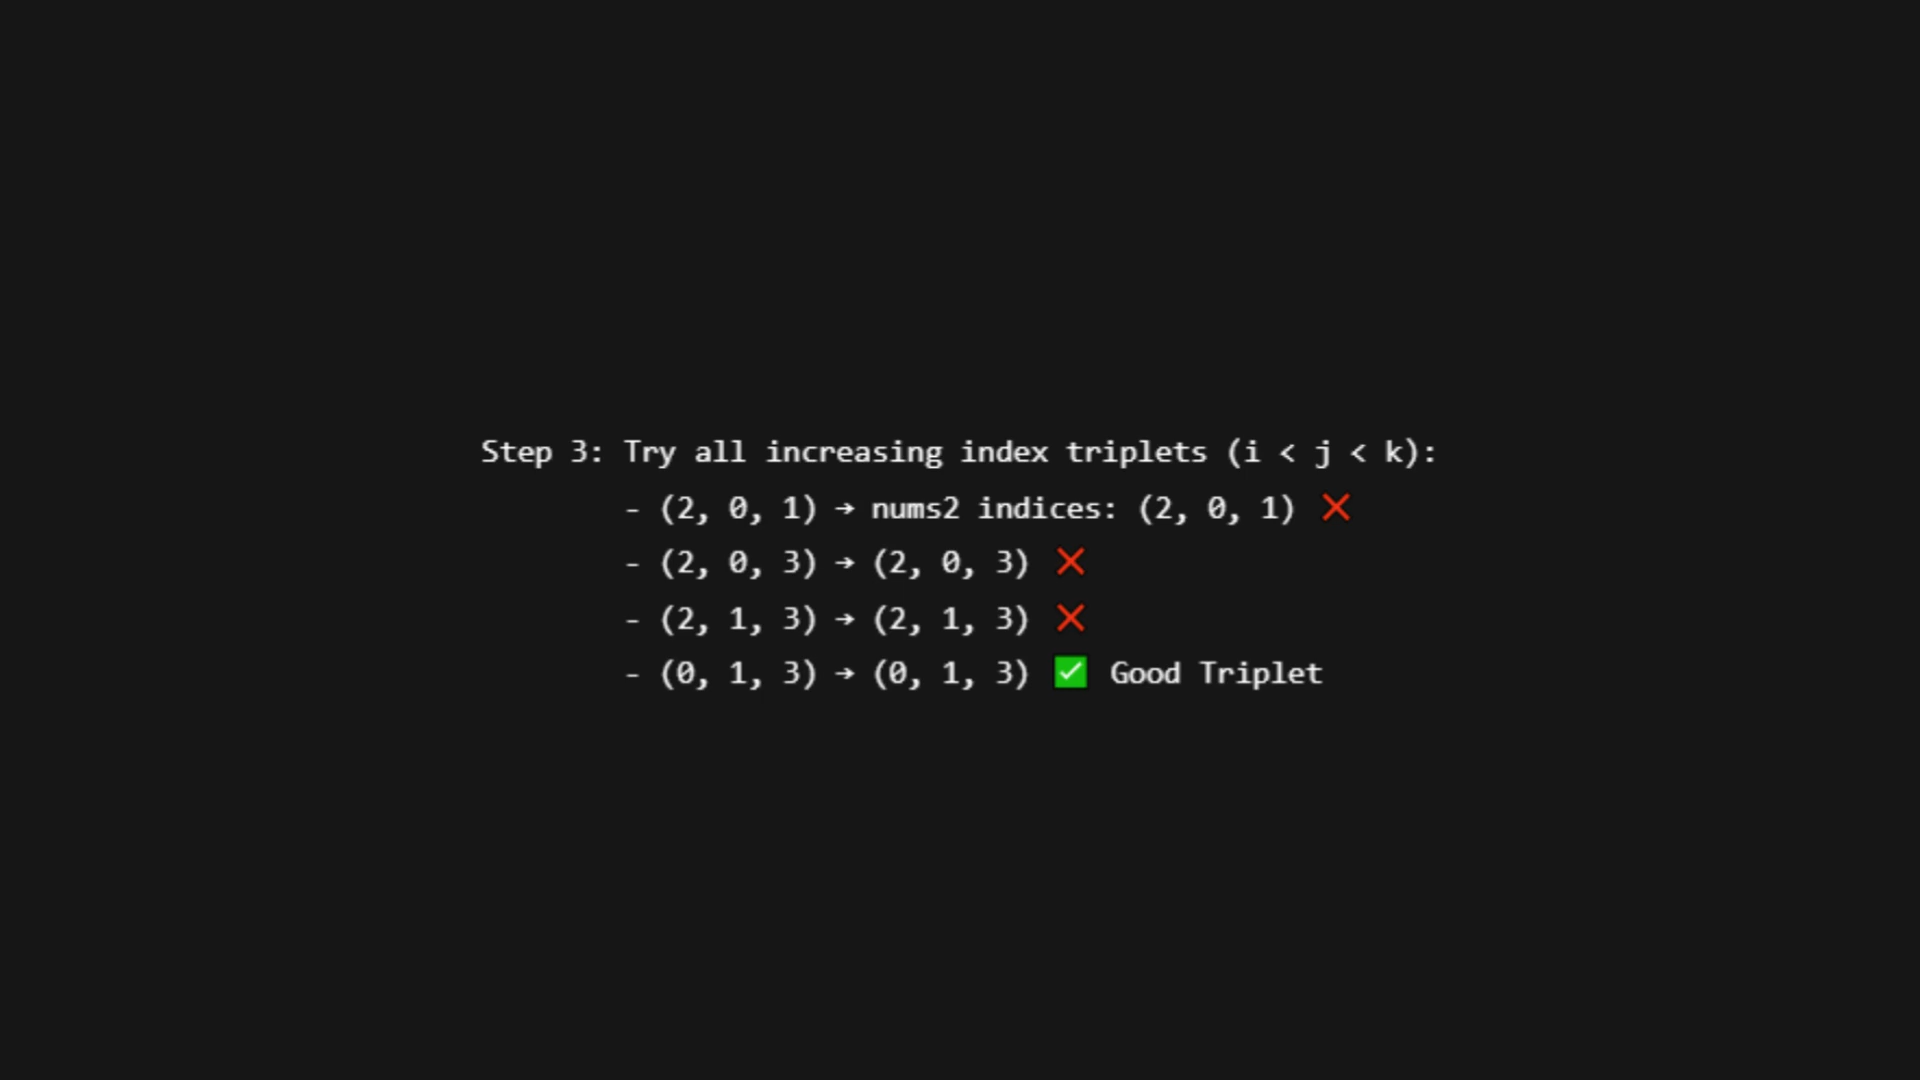 Step 3: Try all increasing index triplets (i < j < k):
- (2, 0, 1) → nums2 indices: (2, 0, 1) ❌
- (2, 0, 3) → (2, 0, 3) ❌
- (2, 1, 3) → (2, 1, 3) ❌
- (0, 1, 3) → (0, 1, 3) ✅ Good Triplet